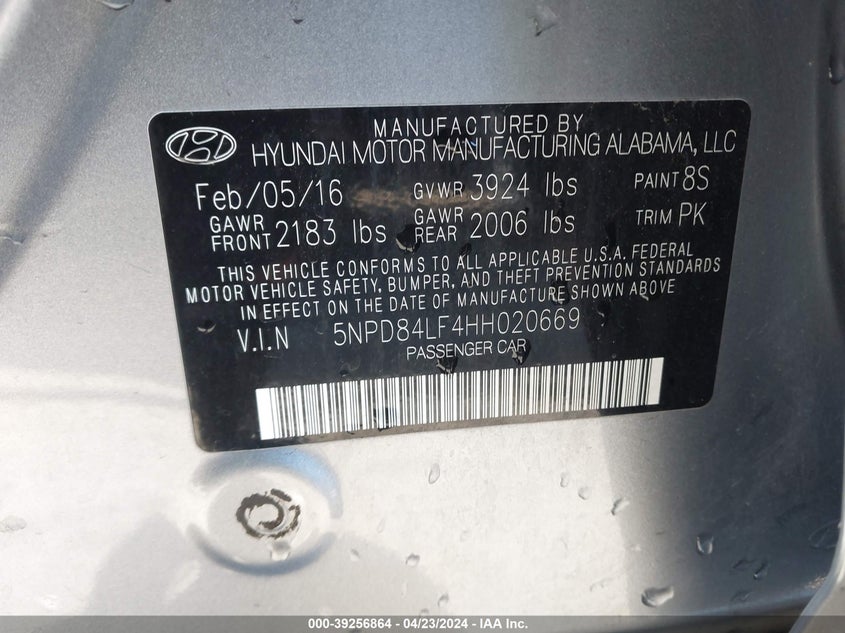 MANUFACTURED BY
HYUNDAI MOTOR MANUFACTURING ALABAMA, LLC
Feb/05/16 GVWR 3924 lbs PAINT 8S
GAWR FRONT 2183 lbs GAWR REAR 2006 lbs TRIM PK
THIS VEHICLE CONFORMS TO ALL APPLICABLE U.S.A. FEDERAL
MOTOR VEHICLE SAFETY, BUMPER, AND THEFT PREVENTION STANDARDS
IN EFFECT ON THE DATE OF MANUFACTURE SHOWN ABOVE
V.I.N 5NPD84LF4HH020669
PASSENGER CAR
000-39256864 - 04/23/2024 - IAA Inc.